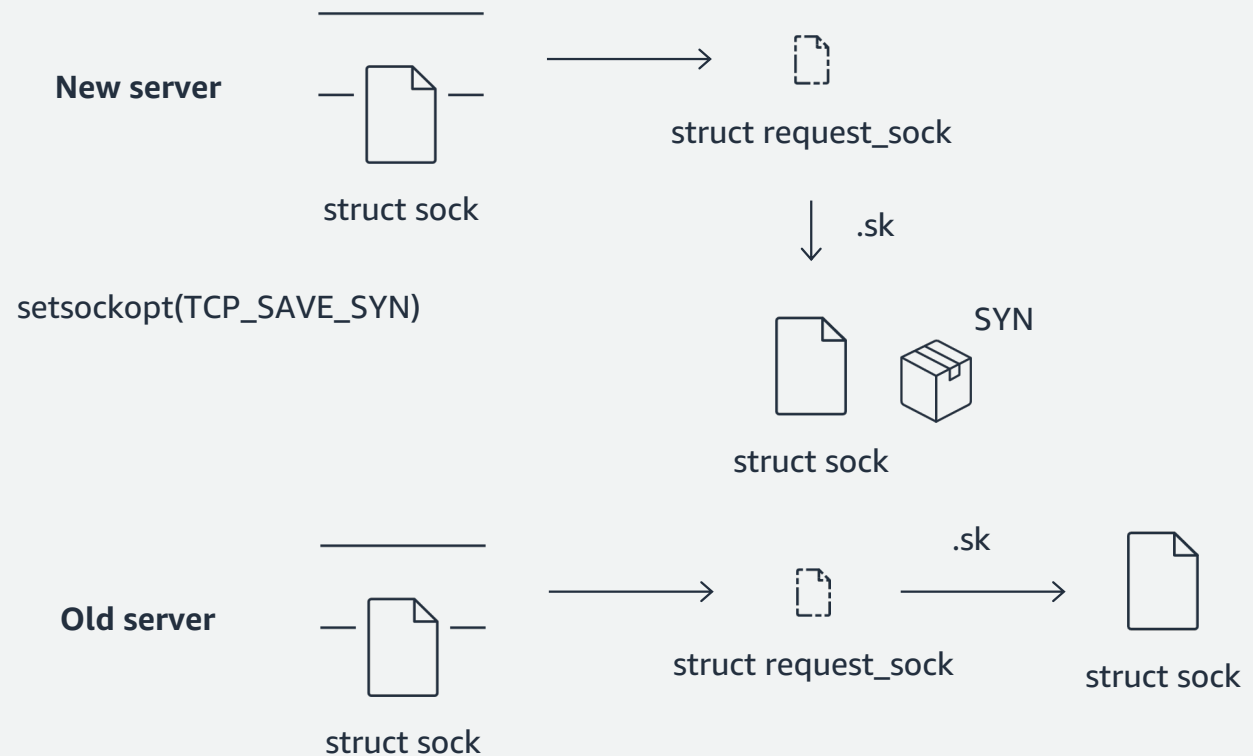 New server
struct request_sock
struct sock
.sk
setsockopt(TCP_SAVE_SYN)
SYN
struct sock
.sk
Old server
struct request_sock
struct sock
struct sock